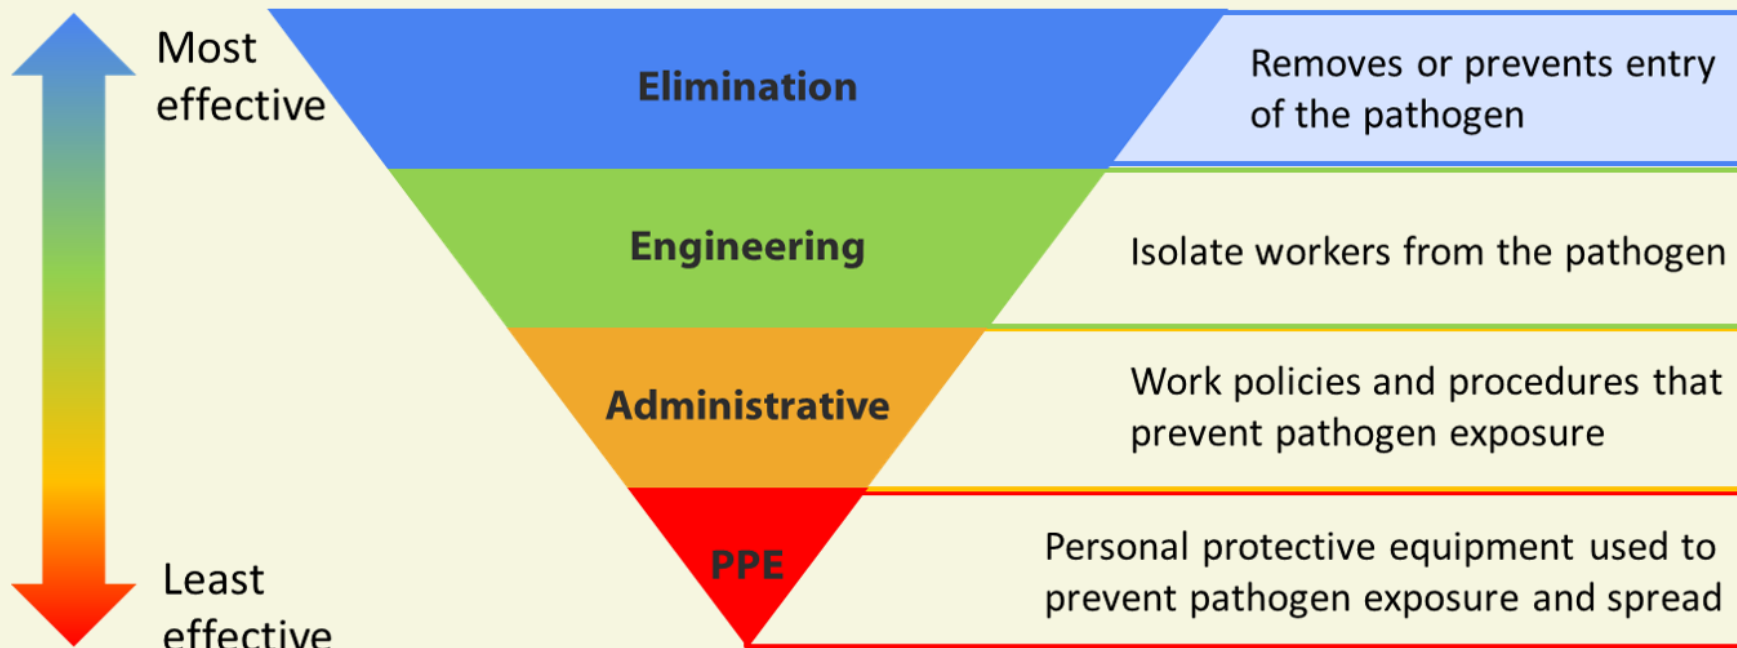 Most
effective
Elimination
Removes or prevents entry
of the pathogen
Engineering
Isolate workers from the pathogen
Administrative
Work policies and procedures that
prevent pathogen exposure
PPE
Personal protective equipment used to
prevent pathogen exposure and spread
Least
effective